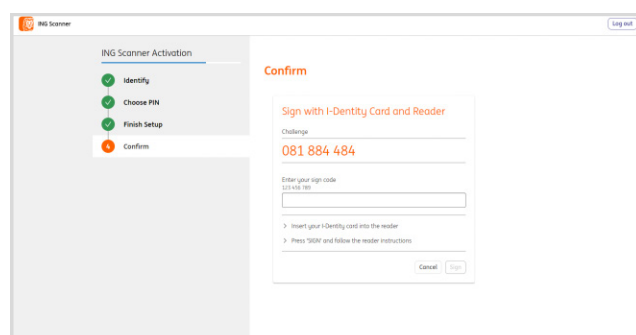 ING Scanner
Log out
ING Scanner Activation
Identify
Choose PIN
Finish Setup
4 Confirm
Confirm
Sign with I-Dentity Card and Reader
Challenge
081 884 484
Enter your sign code
123 456 789
> Insert your I-Dentity card into the reader
> Press 'SIGN' and follow the reader instructions
Cancel Sign